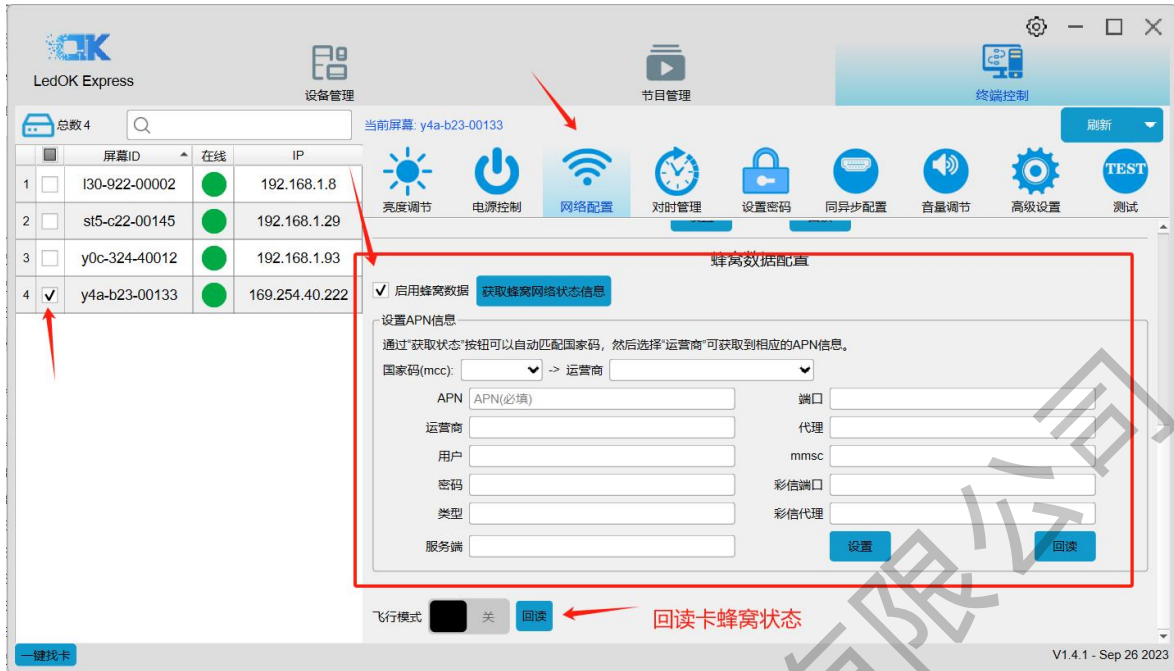 LedOK Express
设备管理
节目管理
终端控制
总数 4
当前屏幕: y4a-b23-00133
刷新
屏幕ID
在线
IP
1
l30-922-00002
192.168.1.8
2
st5-c22-00145
192.168.1.29
3
y0c-324-40012
192.168.1.93
4
y4a-b23-00133
169.254.40.222
亮度调节
电源控制
网络配置
对时管理
设置密码
同异步配置
音量调节
高级设置
TEST
测试
蜂窝数据配置
启用蜂窝数据
获取蜂窝网络状态信息
设置APN信息
通过"获取状态"按钮可以自动匹配国家码，然后选择"运营商"可获取到相应的APN信息。
国家码(mcc):
-> 运营商
APN
APN(必填)
端口
运营商
代理
用户
mmsc
密码
彩信端口
类型
彩信代理
服务端
设置
回读
飞行模式
关
回读
回读卡蜂窝状态
一键找卡
V1.4.1 - Sep 26 2023
有限公司